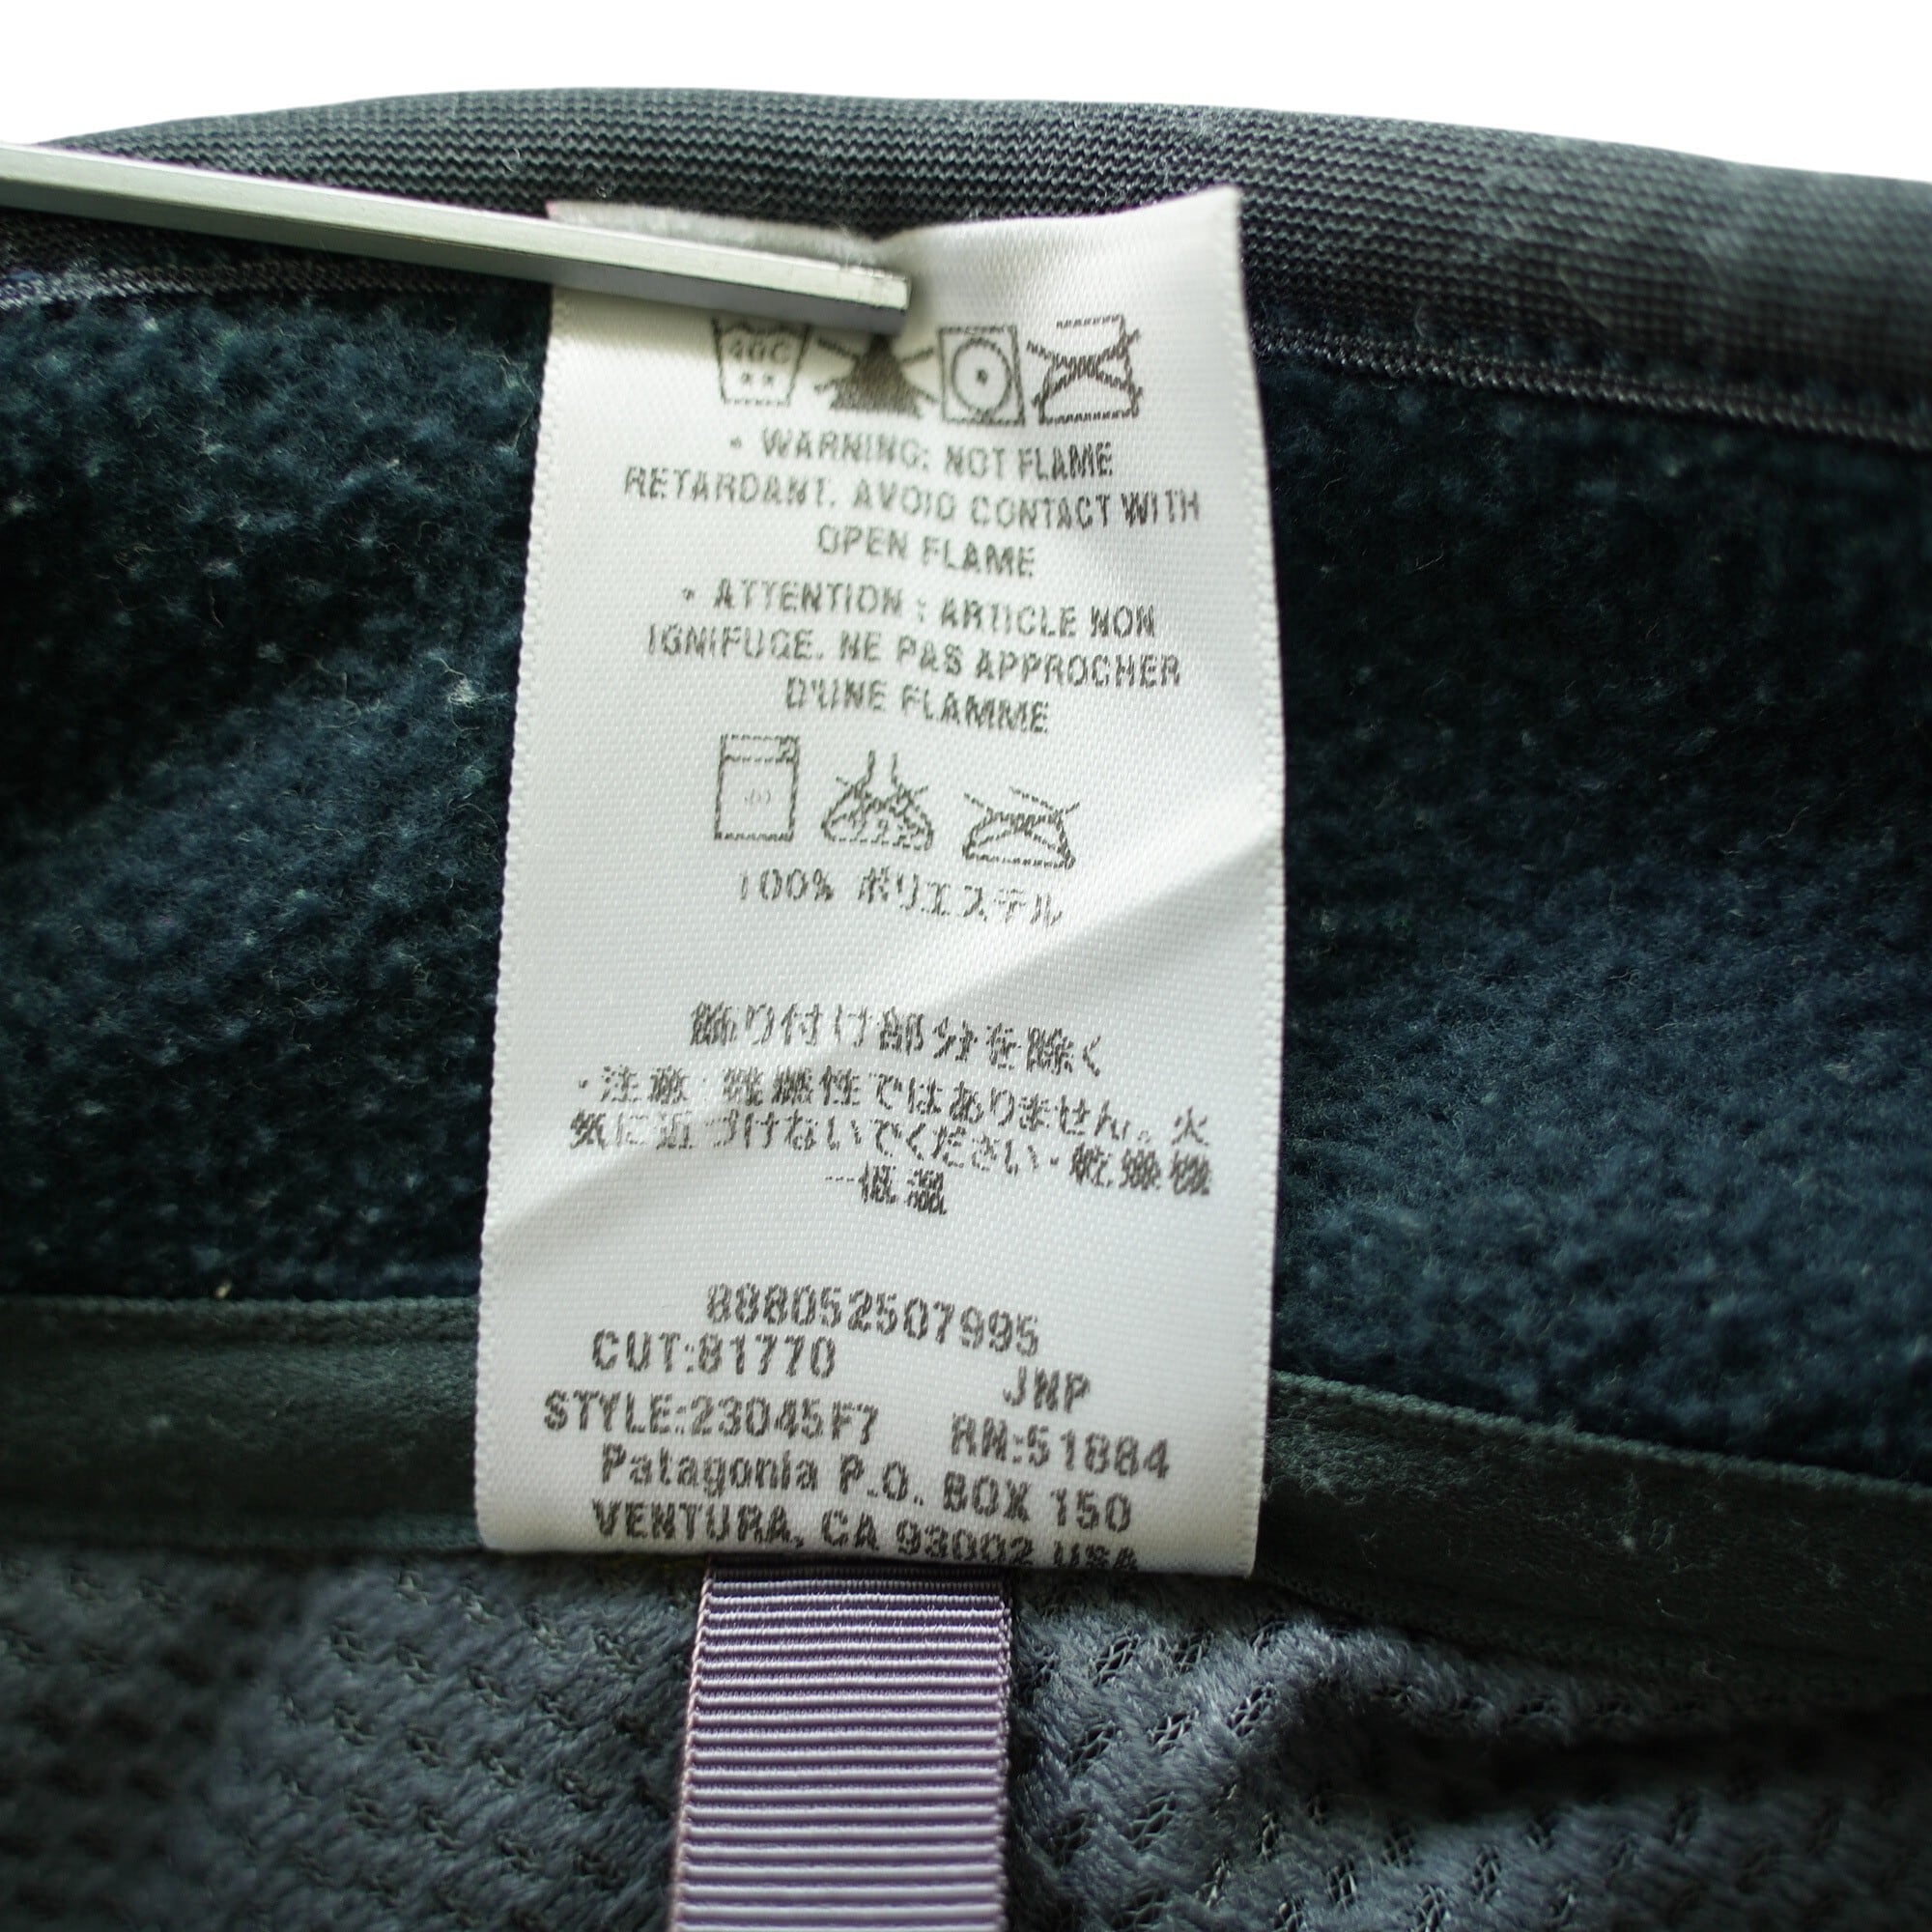 40C
• WARNING: NOT FLAME
RETARDANT. AVOID CONTACT WITH
OPEN FLAME
• ATTENTION : ARTICLE NON
IGNIFUGE. NE PAS APPROCHER
D'UNE FLAMME
100% ポリエステル
飾り付け部分を除く
・注意:難燃性ではありません。火
気に近づけないでください・乾燥機
一低温
888052507995
CUT:81770
JNP
STYLE:23045F7 RN:51884
Patagonia P.O. BOX 150
VENTURA, CA 93002 USA